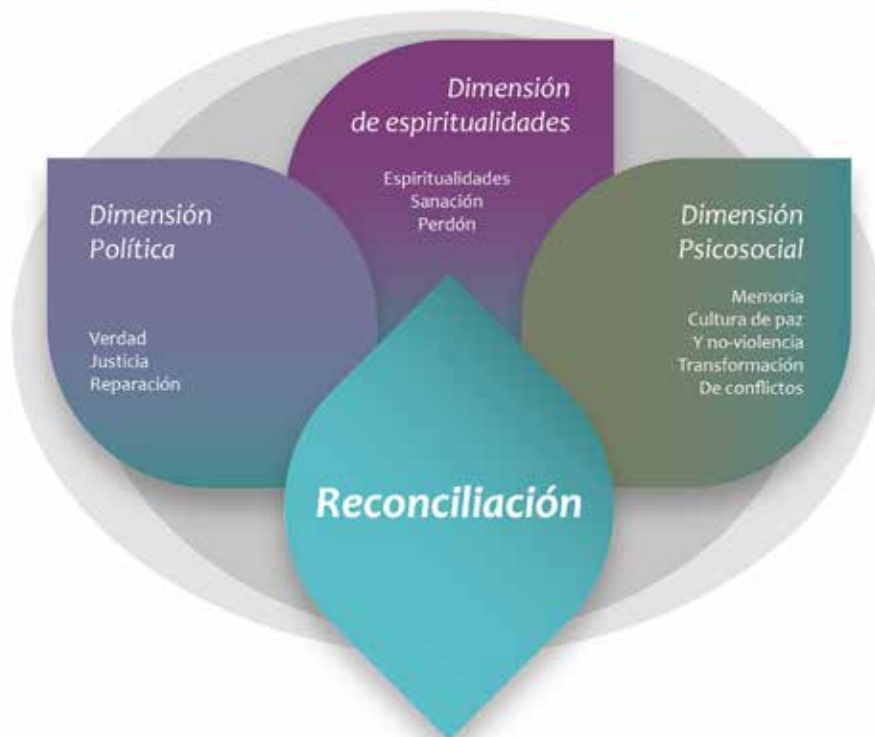 Dimensión
de espiritualidades
Espiritualidades
Sanación
Perdón
Dimensión
Política
Verdad
Justicia
Reparación
Dimensión
Psicosocial
Memoria
Cultura de paz
Y no-violencia
Transformación
De conflictos
Reconciliación